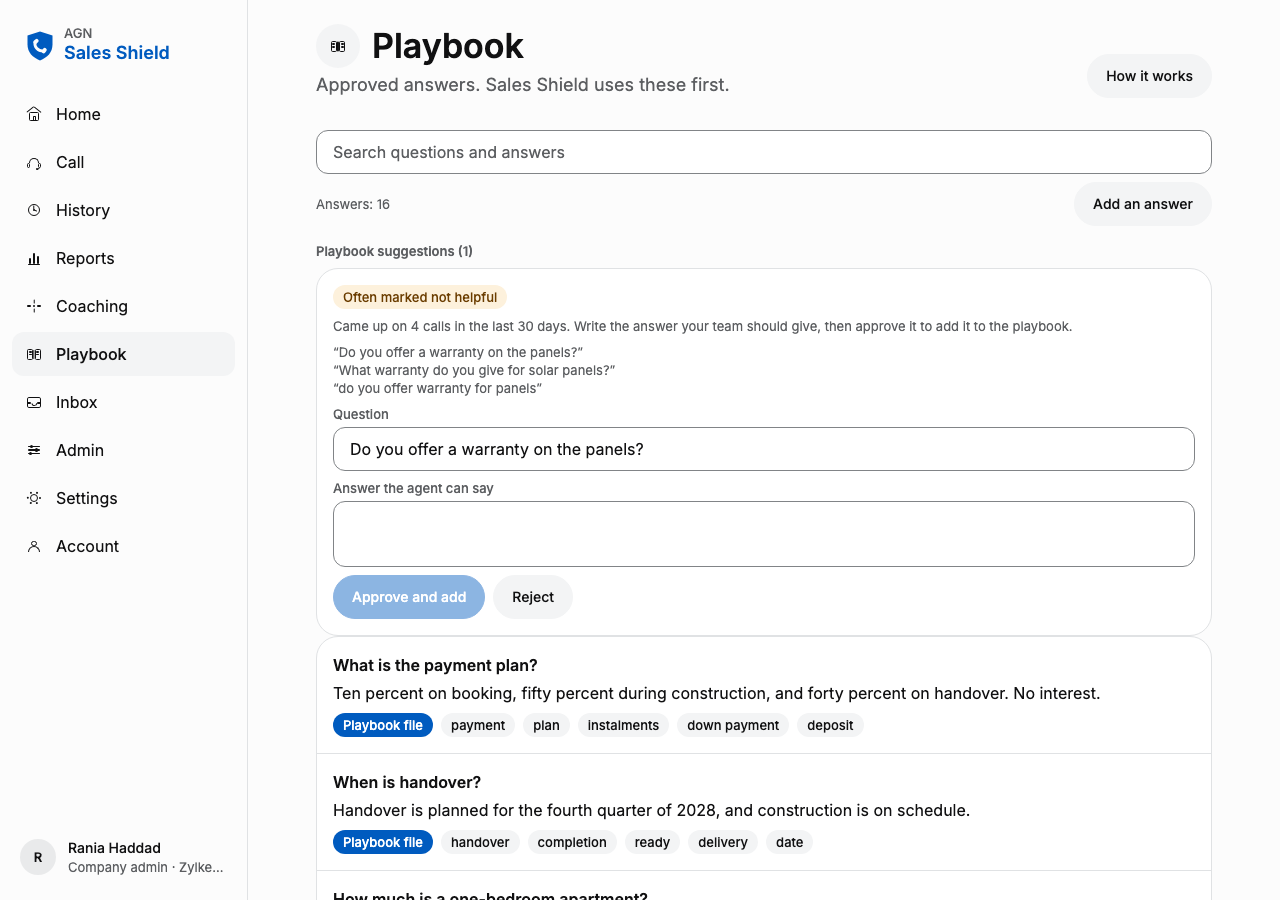 AGN
Sales Shield
Home
Call
History
Reports
Coaching
Playbook
Inbox
Admin
Settings
Account
R
Rania Haddad
Company admin · Zylke…
Playbook
Approved answers. Sales Shield uses these first.
How it works
Search questions and answers
Answers: 16
Add an answer
Playbook suggestions (1)
Often marked not helpful
Came up on 4 calls in the last 30 days. Write the answer your team should give, then approve it to add it to the playbook.
“Do you offer a warranty on the panels?”
“What warranty do you give for solar panels?”
“do you offer warranty for panels”
Question
Do you offer a warranty on the panels?
Answer the agent can say
Approve and add
Reject
What is the payment plan?
Ten percent on booking, fifty percent during construction, and forty percent on handover. No interest.
Playbook file payment plan instalments down payment deposit
When is handover?
Handover is planned for the fourth quarter of 2028, and construction is on schedule.
Playbook file handover completion ready delivery date
How much is a one-bedroom apartment?